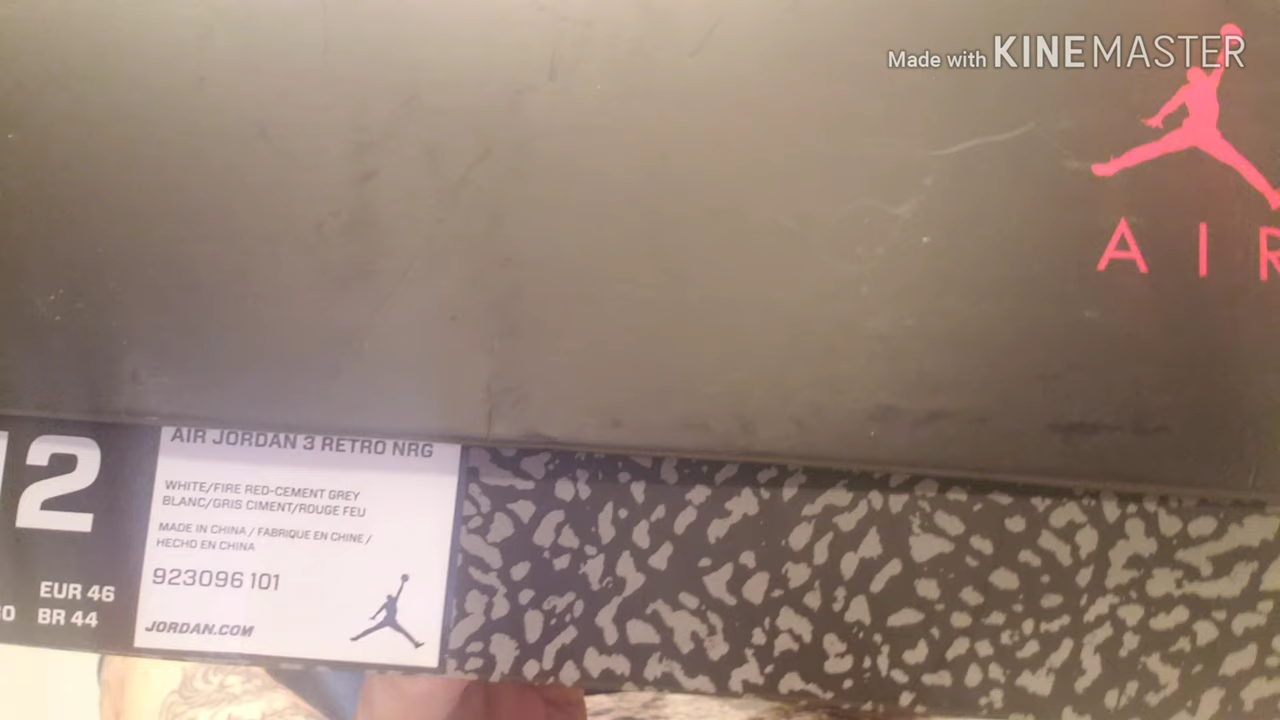 Made with KINEMASTER
AIR
12
EUR 46
BR 44
AIR JORDAN 3 RETRO NRG
WHITE/FIRE RED-CEMENT GREY
BLANC/GRIS CIMENT/ROUGE FEU
MADE IN CHINA / FABRIQUE EN CHINE /
HECHO EN CHINA
923096 101
JORDAN.COM